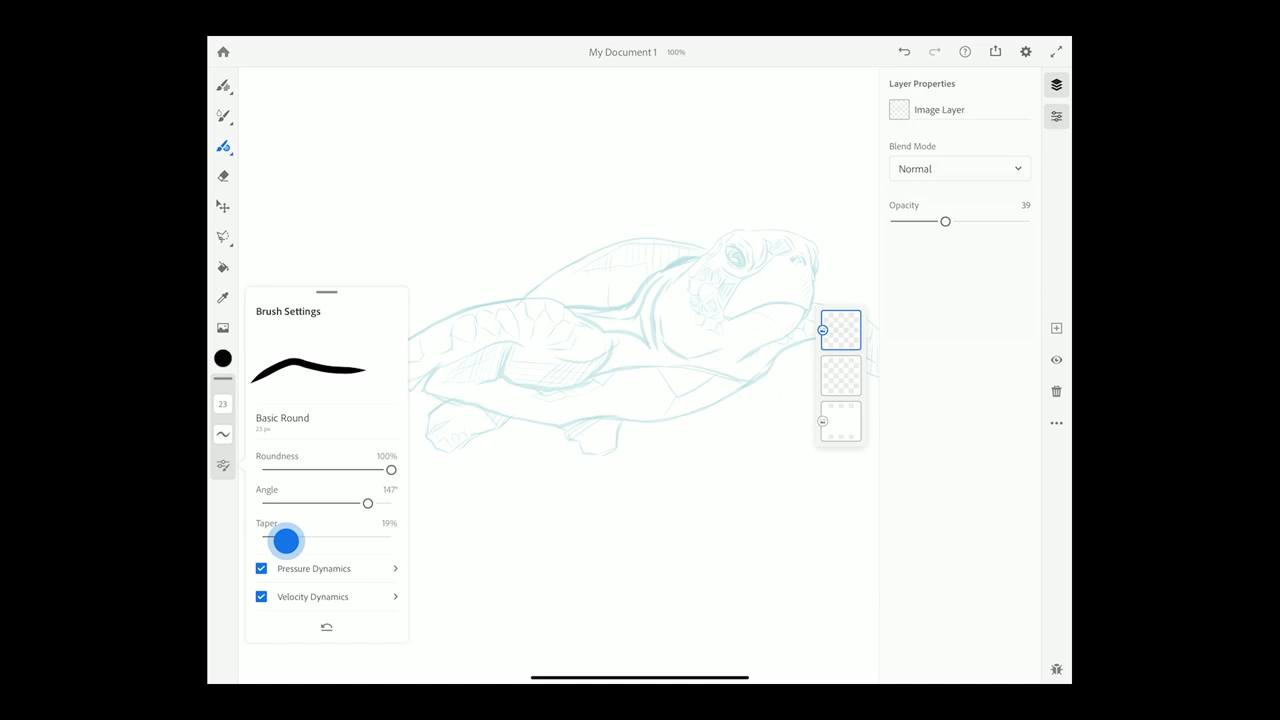 My Document 1 100%
Layer Properties
Image Layer
Blend Mode
Normal
Opacity 39
Brush Settings
23
Basic Round
23 px
Roundness 100%
Angle 147°
Taper 19%
Pressure Dynamics
Velocity Dynamics